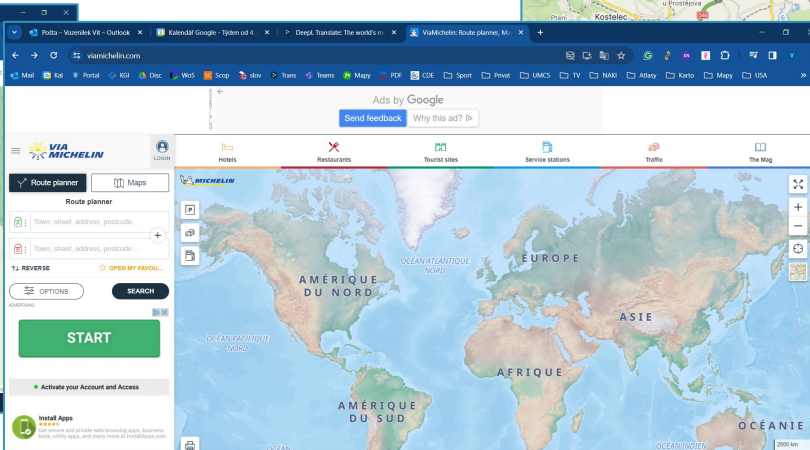 u Prostějova
Ptení
Kostelec
Pošta – Vozenílek Vít – Outlook
Kalendář Google - Týden od 4.
DeepL Translate: The world's m
ViaMichelin: Route planner, Ma
viamichelin.com
Mail
Kal
Portal
KGI
Disc
WoS
Scop
slov
Trans
Teams
Mapy
PDF
CDE
Sport
Privat
UMCS
TV
NAKI
Atlasy
Karto
Mapy
USA
Ads by Google
Send feedback
Why this ad?
VIA
MICHELIN
LOGIN
Hotels
Restaurants
Tourist sites
Service stations
Traffic
The Mag
Route planner
Maps
Route planner
Town, street, address, postcode...
Town, street, address, postcode...
REVERSE
OPEN MY FAVOU...
OPTIONS
SEARCH
ADVERTISING
START
Activate your Account and Access
Install Apps
Get secure and private web browsing apps, business
tools, utility apps, and many more at InstallApps.com
MICHELIN
P
+
−
OCÉAN ATLANTIQUE
NORD
EUROPE
AMÉRIQUE
DU NORD
ASIE
OCÉAN PACIFIQUE
NORD
AFRIQUE
AMÉRIQUE
DU SUD
OCÉANIE
OCÉAN
OCÉAN INDIEN
2000 km